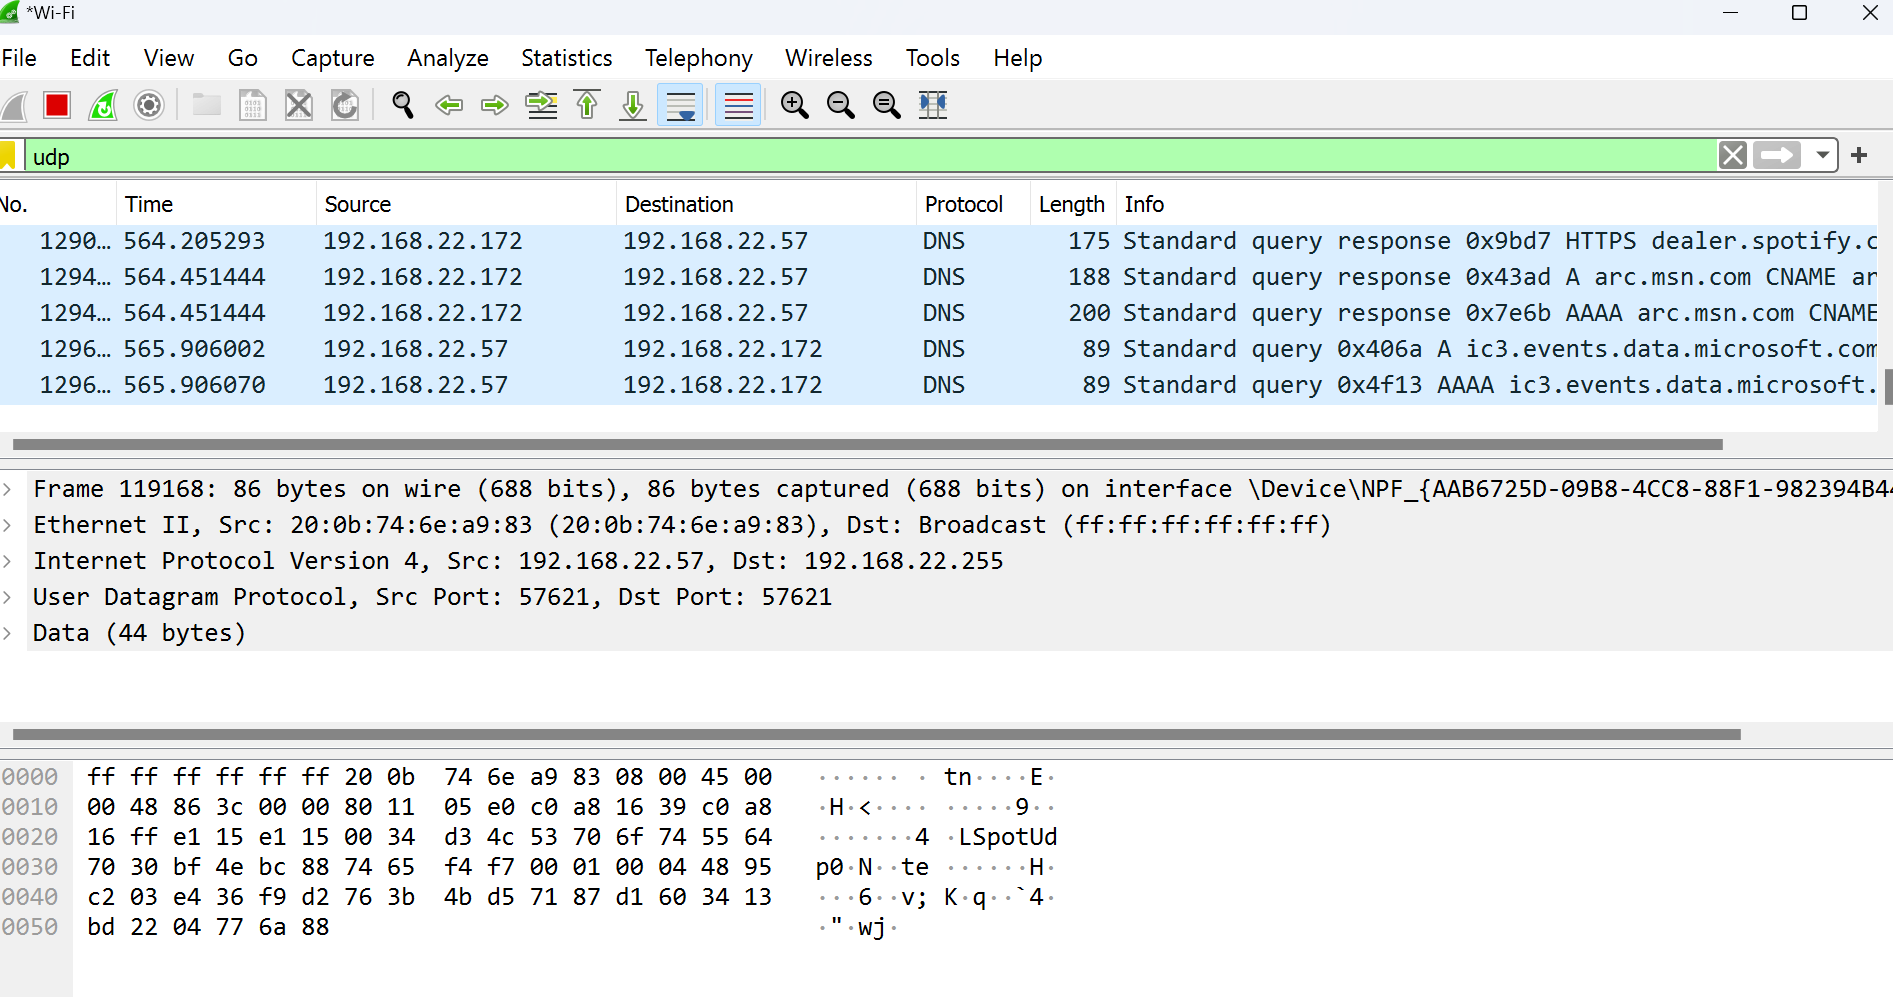 *Wi-Fi
File Edit View Go Capture Analyze Statistics Telephony Wireless Tools Help
udp
No. Time Source Destination Protocol Length Info
1290… 564.205293 192.168.22.172 192.168.22.57 DNS 175 Standard query response 0x9bd7 HTTPS dealer.spotify.c
1294… 564.451444 192.168.22.172 192.168.22.57 DNS 188 Standard query response 0x43ad A arc.msn.com CNAME ar
1294… 564.451444 192.168.22.172 192.168.22.57 DNS 200 Standard query response 0x7e6b AAAA arc.msn.com CNAME
1296… 565.906002 192.168.22.57 192.168.22.172 DNS 89 Standard query 0x406a A ic3.events.data.microsoft.com
1296… 565.906070 192.168.22.57 192.168.22.172 DNS 89 Standard query 0x4f13 AAAA ic3.events.data.microsoft.
Frame 119168: 86 bytes on wire (688 bits), 86 bytes captured (688 bits) on interface \Device\NPF_{AAB6725D-09B8-4CC8-88F1-982394B44
Ethernet II, Src: 20:0b:74:6e:a9:83 (20:0b:74:6e:a9:83), Dst: Broadcast (ff:ff:ff:ff:ff:ff)
Internet Protocol Version 4, Src: 192.168.22.57, Dst: 192.168.22.255
User Datagram Protocol, Src Port: 57621, Dst Port: 57621
Data (44 bytes)
0000 ff ff ff ff ff ff 20 0b 74 6e a9 83 08 00 45 00 ······ · tn····E·
0010 00 48 86 3c 00 00 80 11 05 e0 c0 a8 16 39 c0 a8 ·H·<···· ·····9··
0020 16 ff e1 15 e1 15 00 34 d3 4c 53 70 6f 74 55 64 ·······4 ·LSpotUd
0030 70 30 bf 4e bc 88 74 65 f4 f7 00 01 00 04 48 95 p0·N··te ······H·
0040 c2 03 e4 36 f9 d2 76 3b 4b d5 71 87 d1 60 34 13 ···6··v; K·q··`4·
0050 bd 22 04 77 6a 88 ·"·wj·